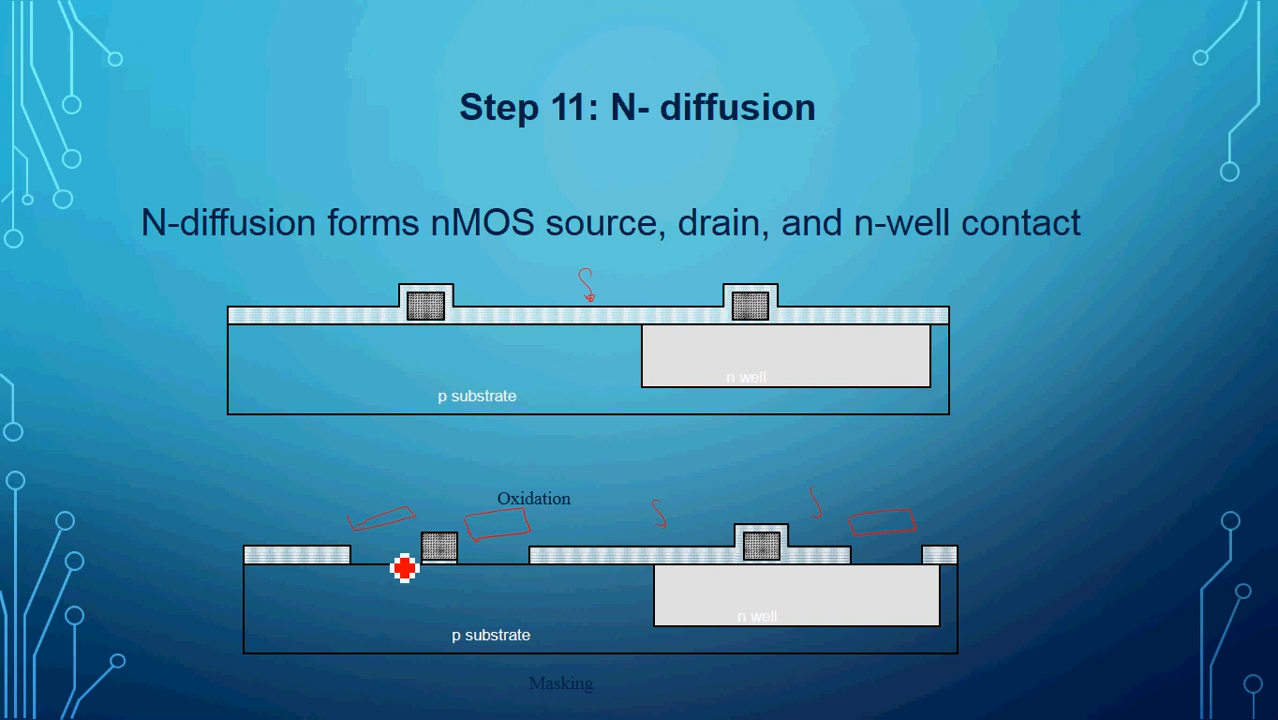 Step 11: N- diffusion
N-diffusion forms nMOS source, drain, and n-well contact
n well
p substrate
Oxidation
n well
p substrate
Masking